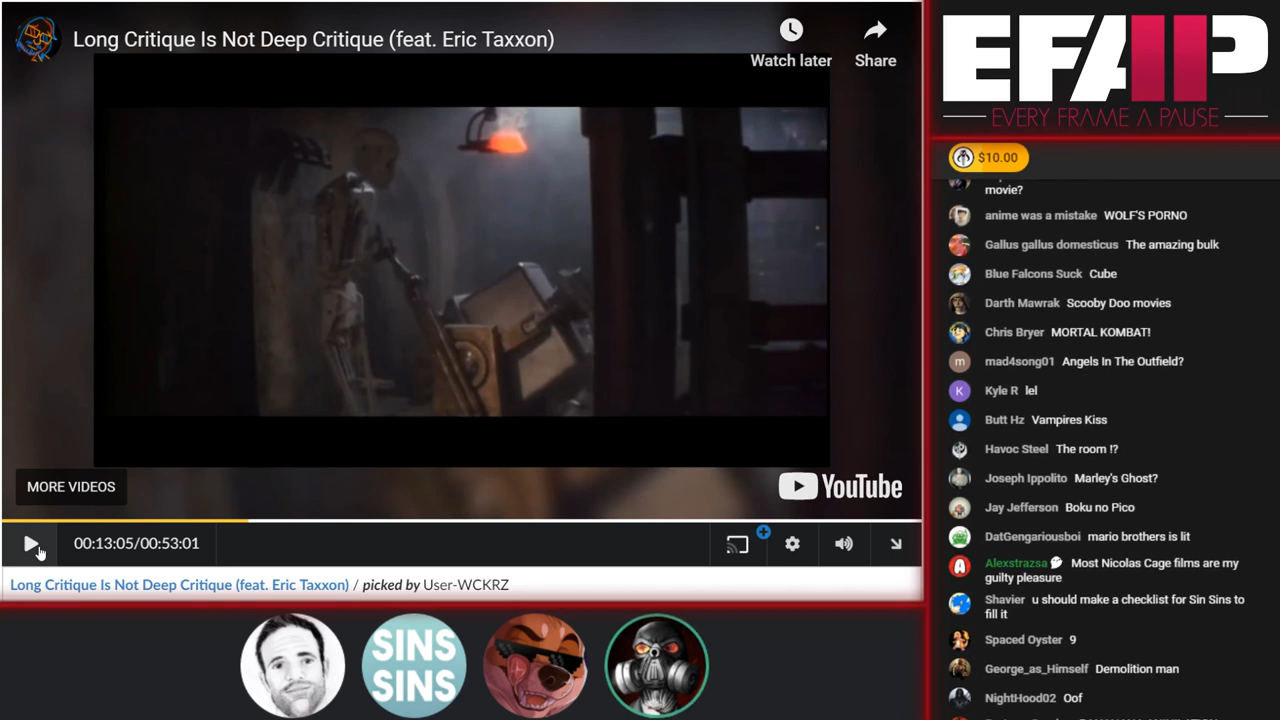 Long Critique Is Not Deep Critique (feat. Eric Taxxon)
Watch later
Share
MORE VIDEOS
YouTube
00:13:05/00:53:01
Long Critique Is Not Deep Critique (feat. Eric Taxxon) / picked by User-WCKRZ
SINS
SINS
EFAP
EVERY FRAME A PAUSE
$10.00
movie?
anime was a mistake WOLF'S PORNO
Gallus gallus domesticus The amazing bulk
Blue Falcons Suck Cube
Darth Mawrak Scooby Doo movies
Chris Bryer MORTAL KOMBAT!
m
mad4song01 Angels In The Outfield?
K
Kyle R lel
Butt Hz Vampires Kiss
Havoc Steel The room !?
Joseph Ippolito Marley's Ghost?
Jay Jefferson Boku no Pico
DatGengariousboi mario brothers is lit
Alexstrazsa Most Nicolas Cage films are my
guilty pleasure
Shavier u should make a checklist for Sin Sins to
fill it
Spaced Oyster 9
George_as_Himself Demolition man
NightHood02 Oof